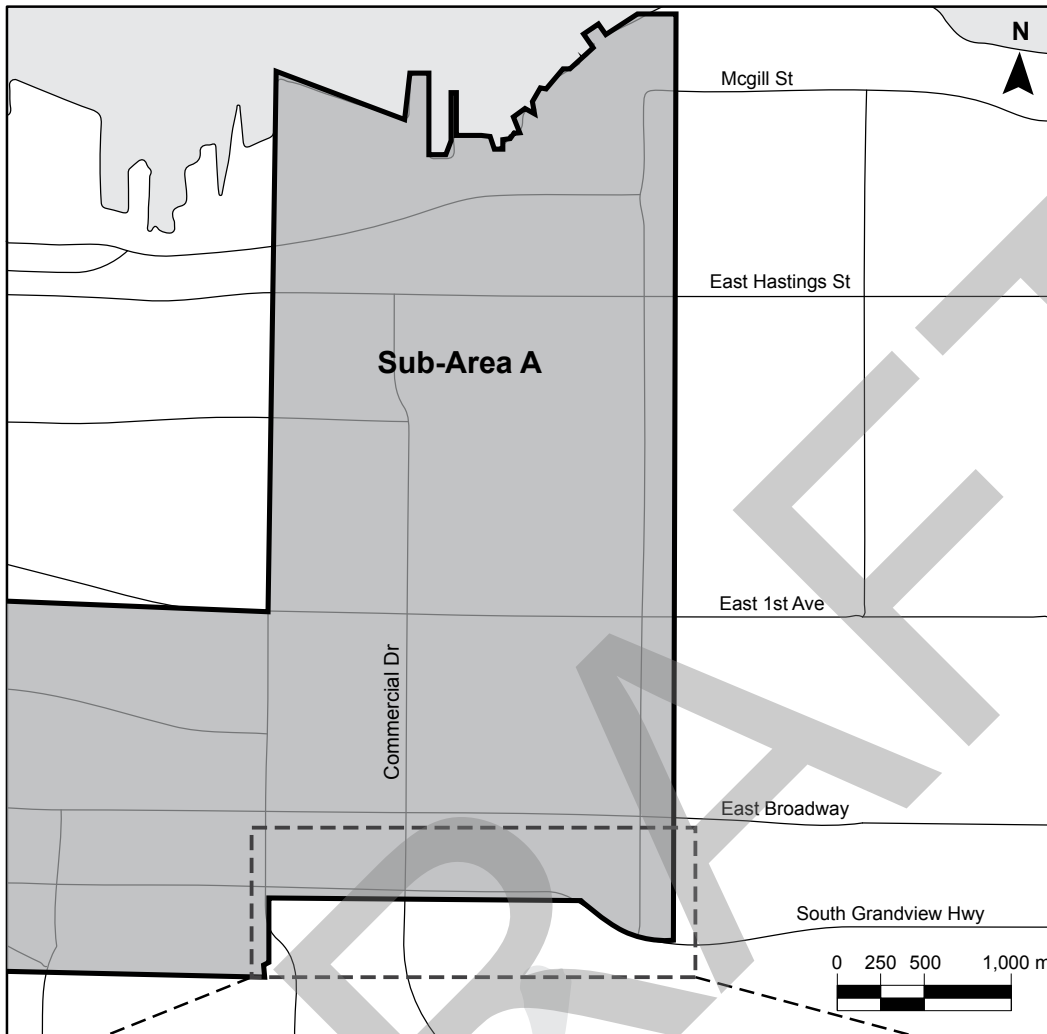 N
Mcgill St
East Hastings St
Sub-Area A
East 1st Ave
Commercial Dr
East Broadway
South Grandview Hwy
0 250 500 1,000 m
RAFT